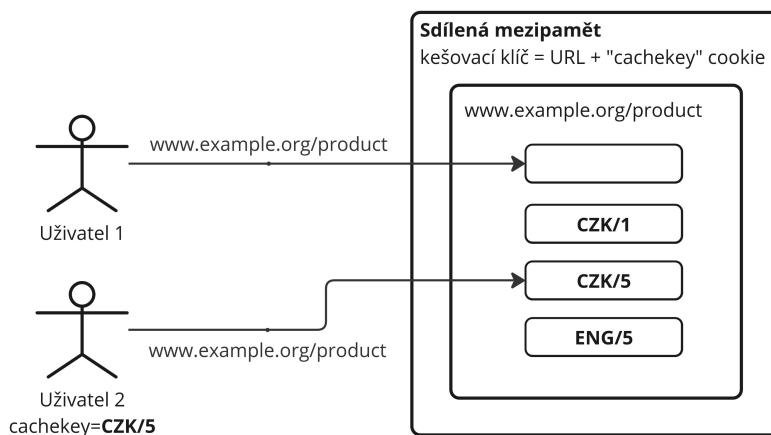 Sdílená mezipamět
kešovací klíč = URL + "cachekey" cookie
www.example.org/product
www.example.org/product
Uživatel 1
CZK/1
CZK/5
ENG/5
www.example.org/product
Uživatel 2
cachekey=CZK/5